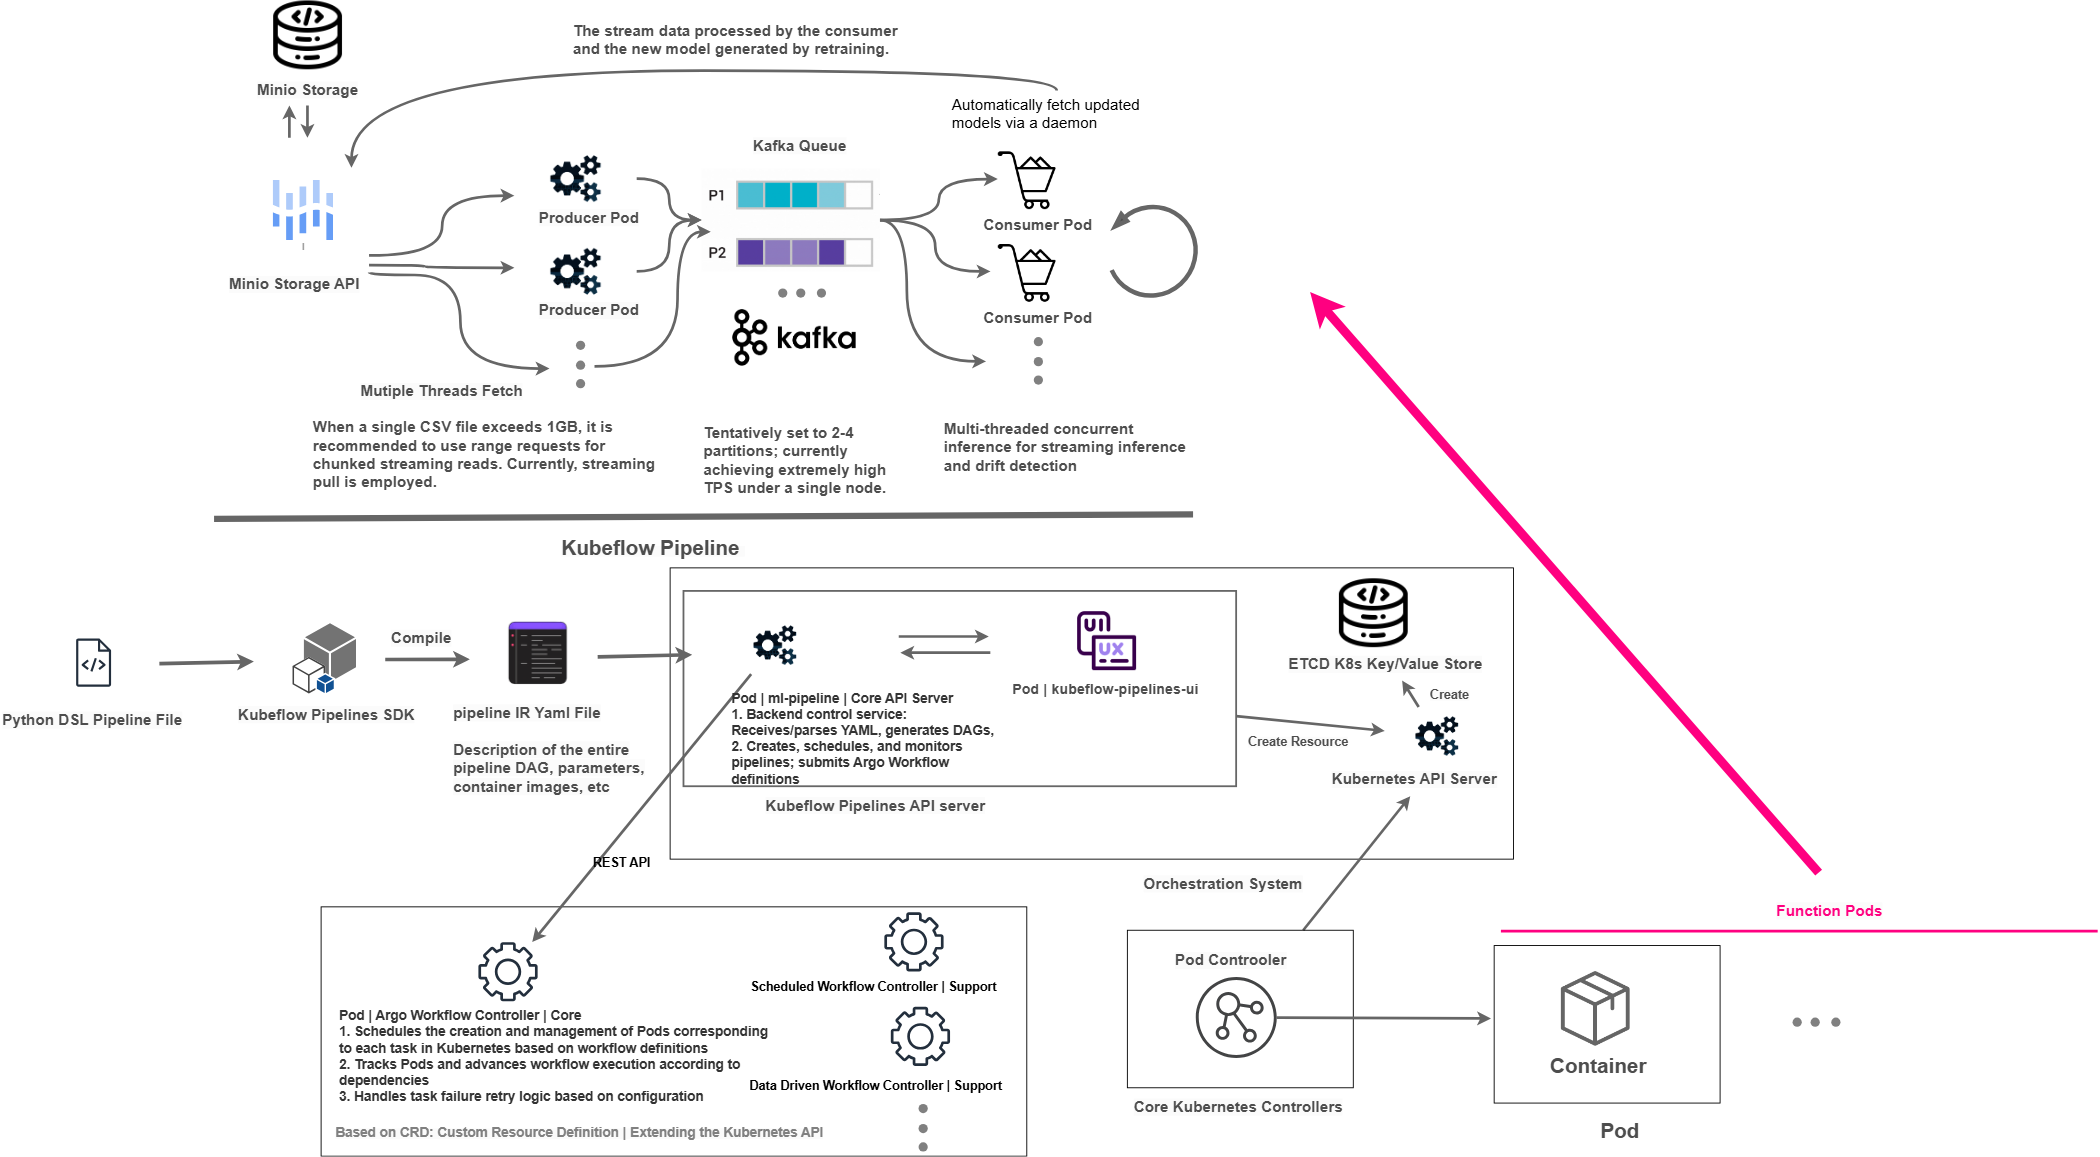 The stream data processed by the consumer
and the new model generated by retraining.
Minio Storage
Automatically fetch updated
models via a daemon
Kafka Queue
P1
Producer Pod
Consumer Pod
P2
Minio Storage API
Producer Pod
Consumer Pod
kafka
Mutiple Threads Fetch
When a single CSV file exceeds 1GB, it is
recommended to use range requests for
chunked streaming reads. Currently, streaming
pull is employed.
Tentatively set to 2-4
partitions; currently
achieving extremely high
TPS under a single node.
Multi-threaded concurrent
inference for streaming inference
and drift detection
Kubeflow Pipeline
Python DSL Pipeline File
Kubeflow Pipelines SDK
Compile
pipeline IR Yaml File
Description of the entire
pipeline DAG, parameters,
container images, etc
Pod | ml-pipeline | Core API Server
1. Backend control service:
Receives/parses YAML, generates DAGs,
2. Creates, schedules, and monitors
pipelines; submits Argo Workflow
definitions
UI
UX
Pod | kubeflow-pipelines-ui
Kubeflow Pipelines API server
ETCD K8s Key/Value Store
Create
Create Resource
Kubernetes API Server
REST API
Orchestration System
Function Pods
Pod | Argo Workflow Controller | Core
1. Schedules the creation and management of Pods corresponding
to each task in Kubernetes based on workflow definitions
2. Tracks Pods and advances workflow execution according to
dependencies
3. Handles task failure retry logic based on configuration
Based on CRD: Custom Resource Definition | Extending the Kubernetes API
Scheduled Workflow Controller | Support
Data Driven Workflow Controller | Support
Pod Controoler
Core Kubernetes Controllers
Container
Pod